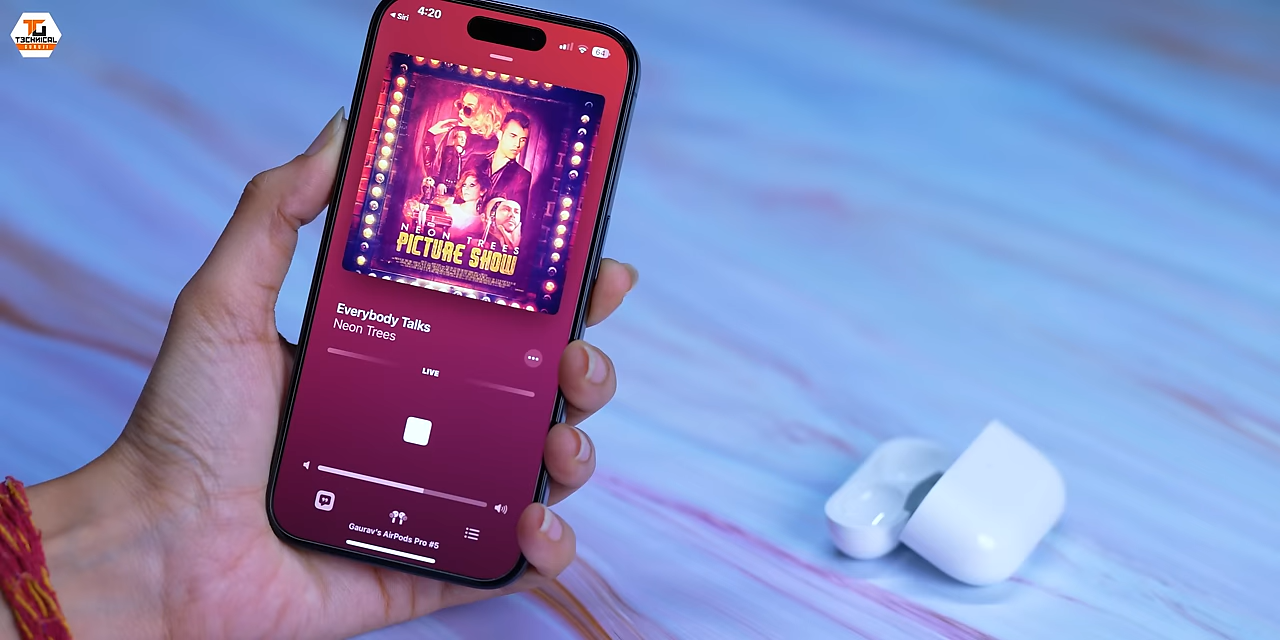 TG
TECHNICAL
GURUJI
Siri
4:20
64
NEON TREES
PICTURE SHOW
Everybody Talks
Neon Trees
LIVE
Gaurav's AirPods Pro #5